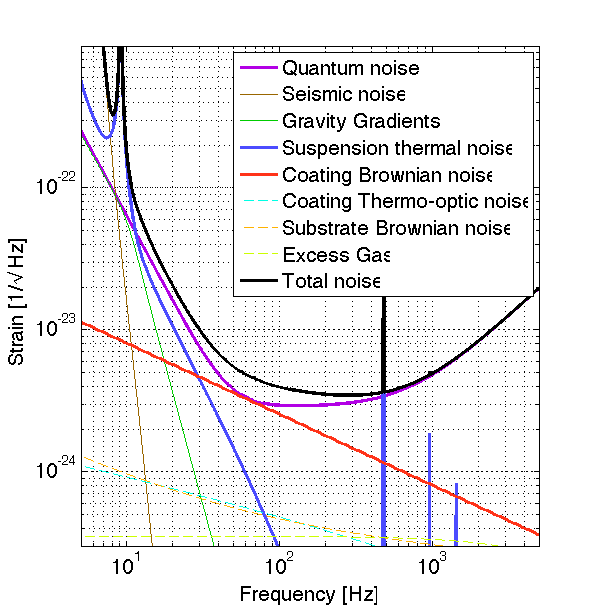 Quantum noise
Seismic noise
Gravity Gradients
Suspension thermal noise
Coating Brownian noise
Coating Thermo-optic noise
Substrate Brownian noise
Excess Gas
Total noise
10^-22
10^-23
10^-24
Strain [1/√Hz]
10^1 10^2 10^3
Frequency [Hz]